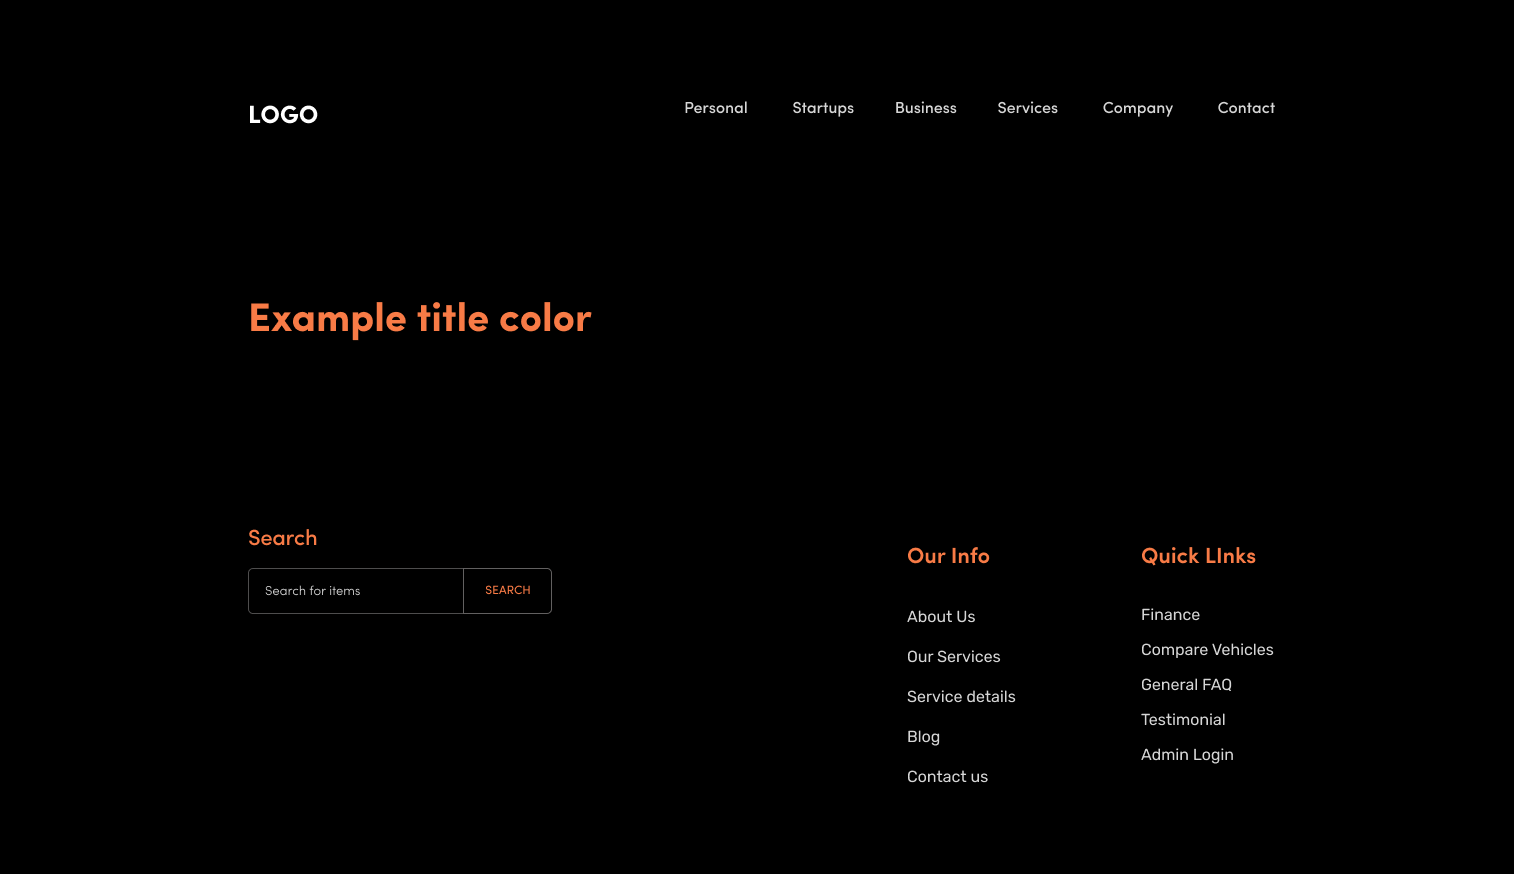 LOGO
Personal Startups Business Services Company Contact
Example title color
Search
Search for items SEARCH
Our Info
About Us
Our Services
Service details
Blog
Contact us
Quick LInks
Finance
Compare Vehicles
General FAQ
Testimonial
Admin Login